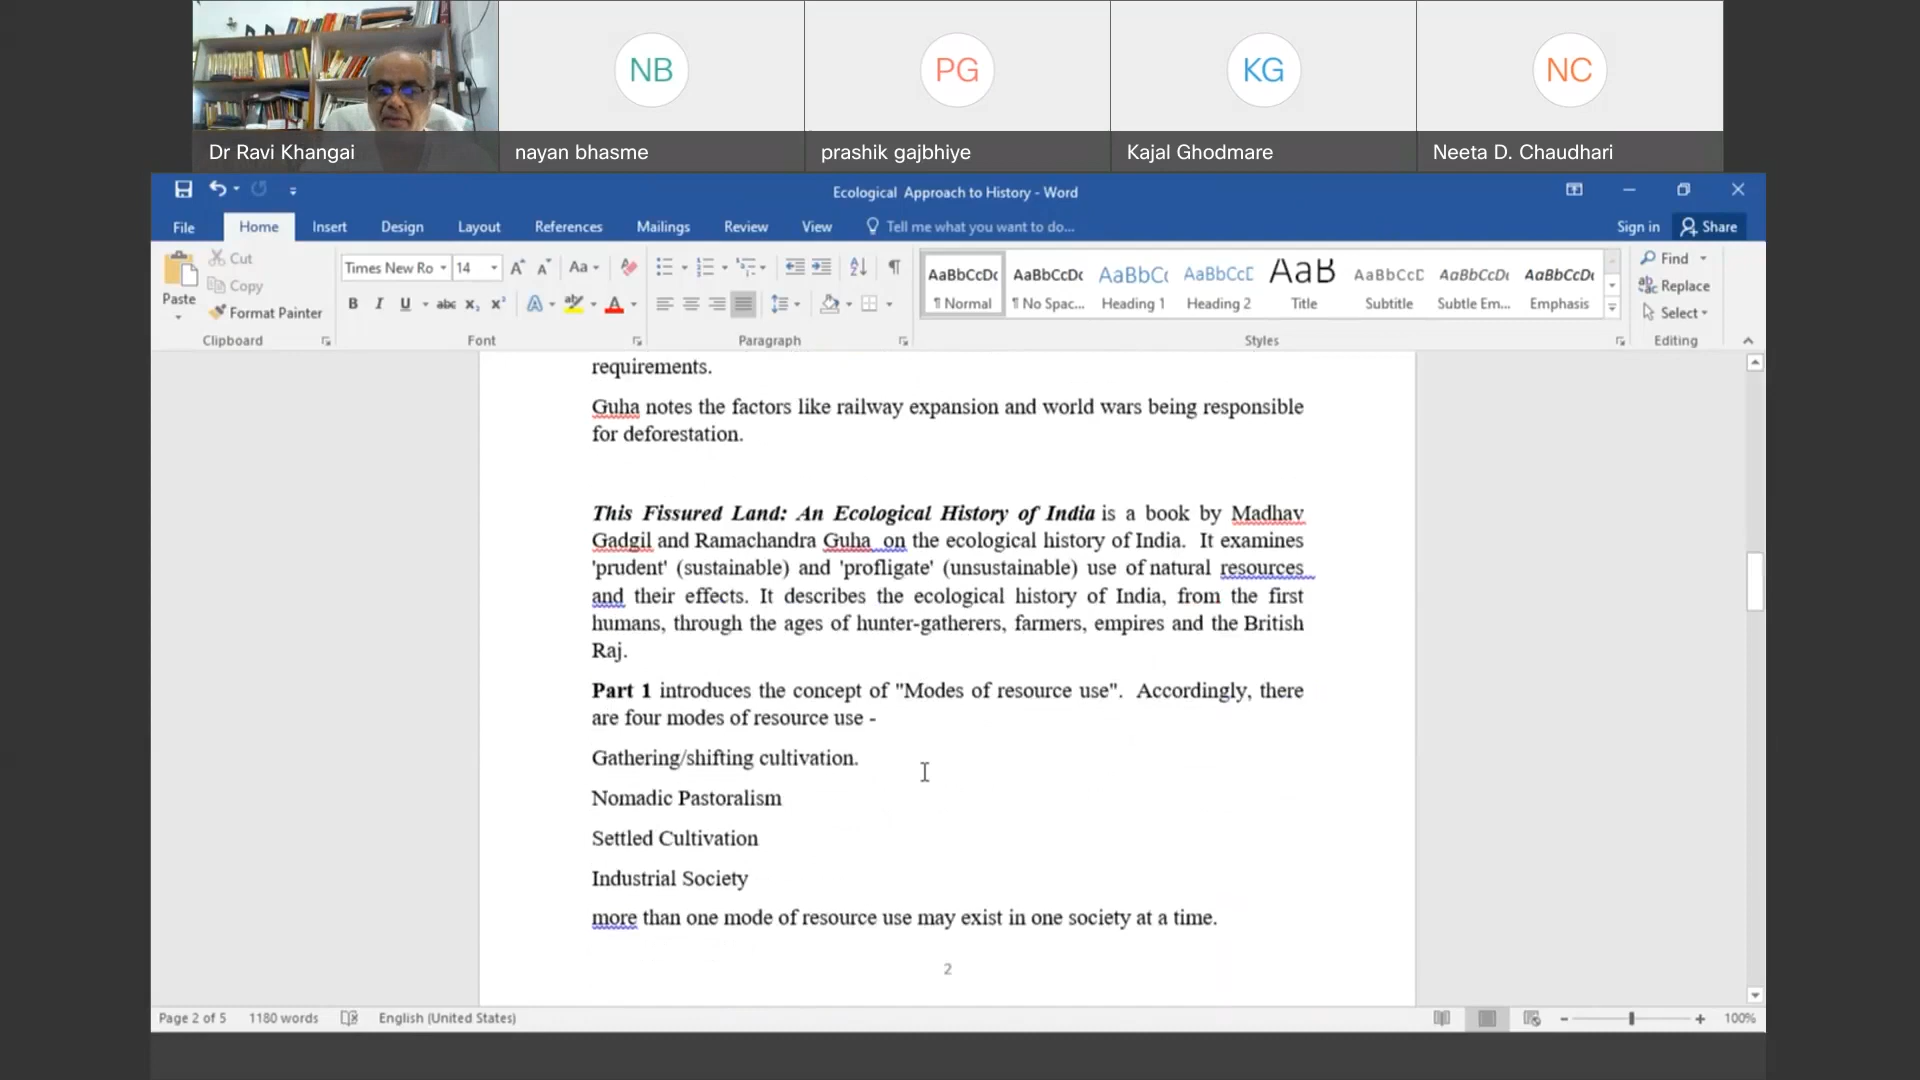 NB
PG
KG
NC
Dr Ravi Khangai
nayan bhasme
prashik gajbhiye
Kajal Ghodmare
Neeta D. Chaudhari
Ecological Approach to History - Word
File
Home
Insert
Design
Layout
References
Mailings
Review
View
Tell me what you want to do...
Sign in
Share
Paste
Cut
Copy
Format Painter
Clipboard
Times New Ro
14
Aa
B I U abc x₂ x²
A
Font
Paragraph
AaBbCcDc AaBbCcDc AaBbC( AaBbCcD AaB AaBbCcD AaBbCcDc AaBbCcDc
¶ Normal
¶ No Spac...
Heading 1
Heading 2
Title
Subtitle
Subtle Em...
Emphasis
Styles
Find
Replace
Select
Editing
requirements.
Guha notes the factors like railway expansion and world wars being responsible
for deforestation.
This Fissured Land: An Ecological History of India is a book by Madhav
Gadgil and Ramachandra Guha  on the ecological history of India.  It examines
'prudent' (sustainable) and 'profligate' (unsustainable) use of natural resources
and their effects. It describes the ecological history of India, from the first
humans, through the ages of hunter-gatherers, farmers, empires and the British
Raj.
Part 1 introduces the concept of "Modes of resource use".  Accordingly, there
are four modes of resource use -
Gathering/shifting cultivation.
Nomadic Pastoralism
Settled Cultivation
Industrial Society
more than one mode of resource use may exist in one society at a time.
2
Page 2 of 5
1180 words
English (United States)
100%